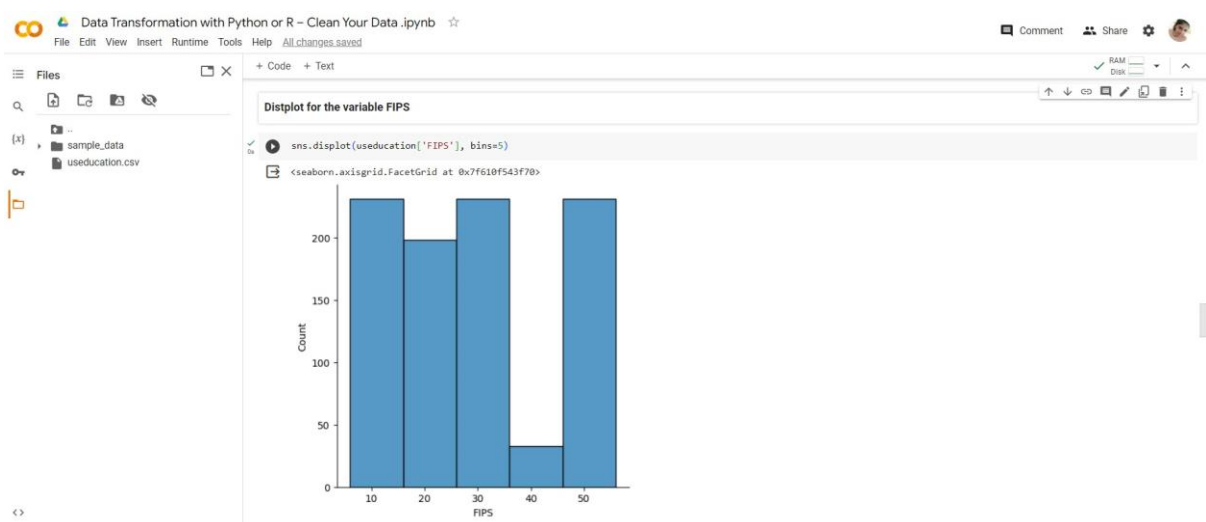 CO Data Transformation with Python or R – Clean Your Data .ipynb
Comment Share
File Edit View Insert Runtime Tools Help All changes saved
Files
+ Code + Text
RAM
Disk
..
sample_data
useducation.csv
{x}
Distplot for the variable FIPS
0s
sns.displot(useducation['FIPS'], bins=5)
<seaborn.axisgrid.FacetGrid at 0x7f610f543f70>
200
150
100
50
0
Count
10 20 30 40 50
FIPS
<>